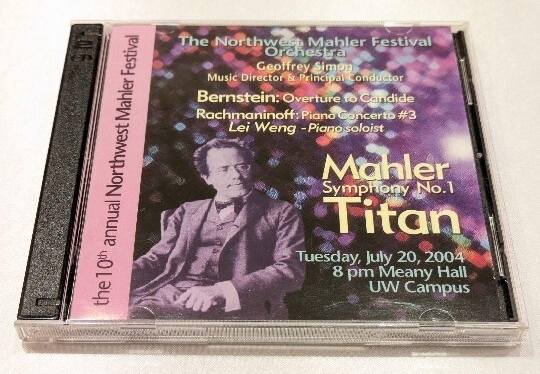 the 10th annual Northwest Mahler Festival
The Northwest Mahler Festival
Orchestra
Geoffrey Simon
Music Director & Principal Conductor
Bernstein: Overture to Candide
Rachmaninoff: Piano Concerto #3
Lei Weng - Piano soloist
Mahler
Symphony No.1
Titan
Tuesday, July 20, 2004
8 pm Meany Hall
UW Campus